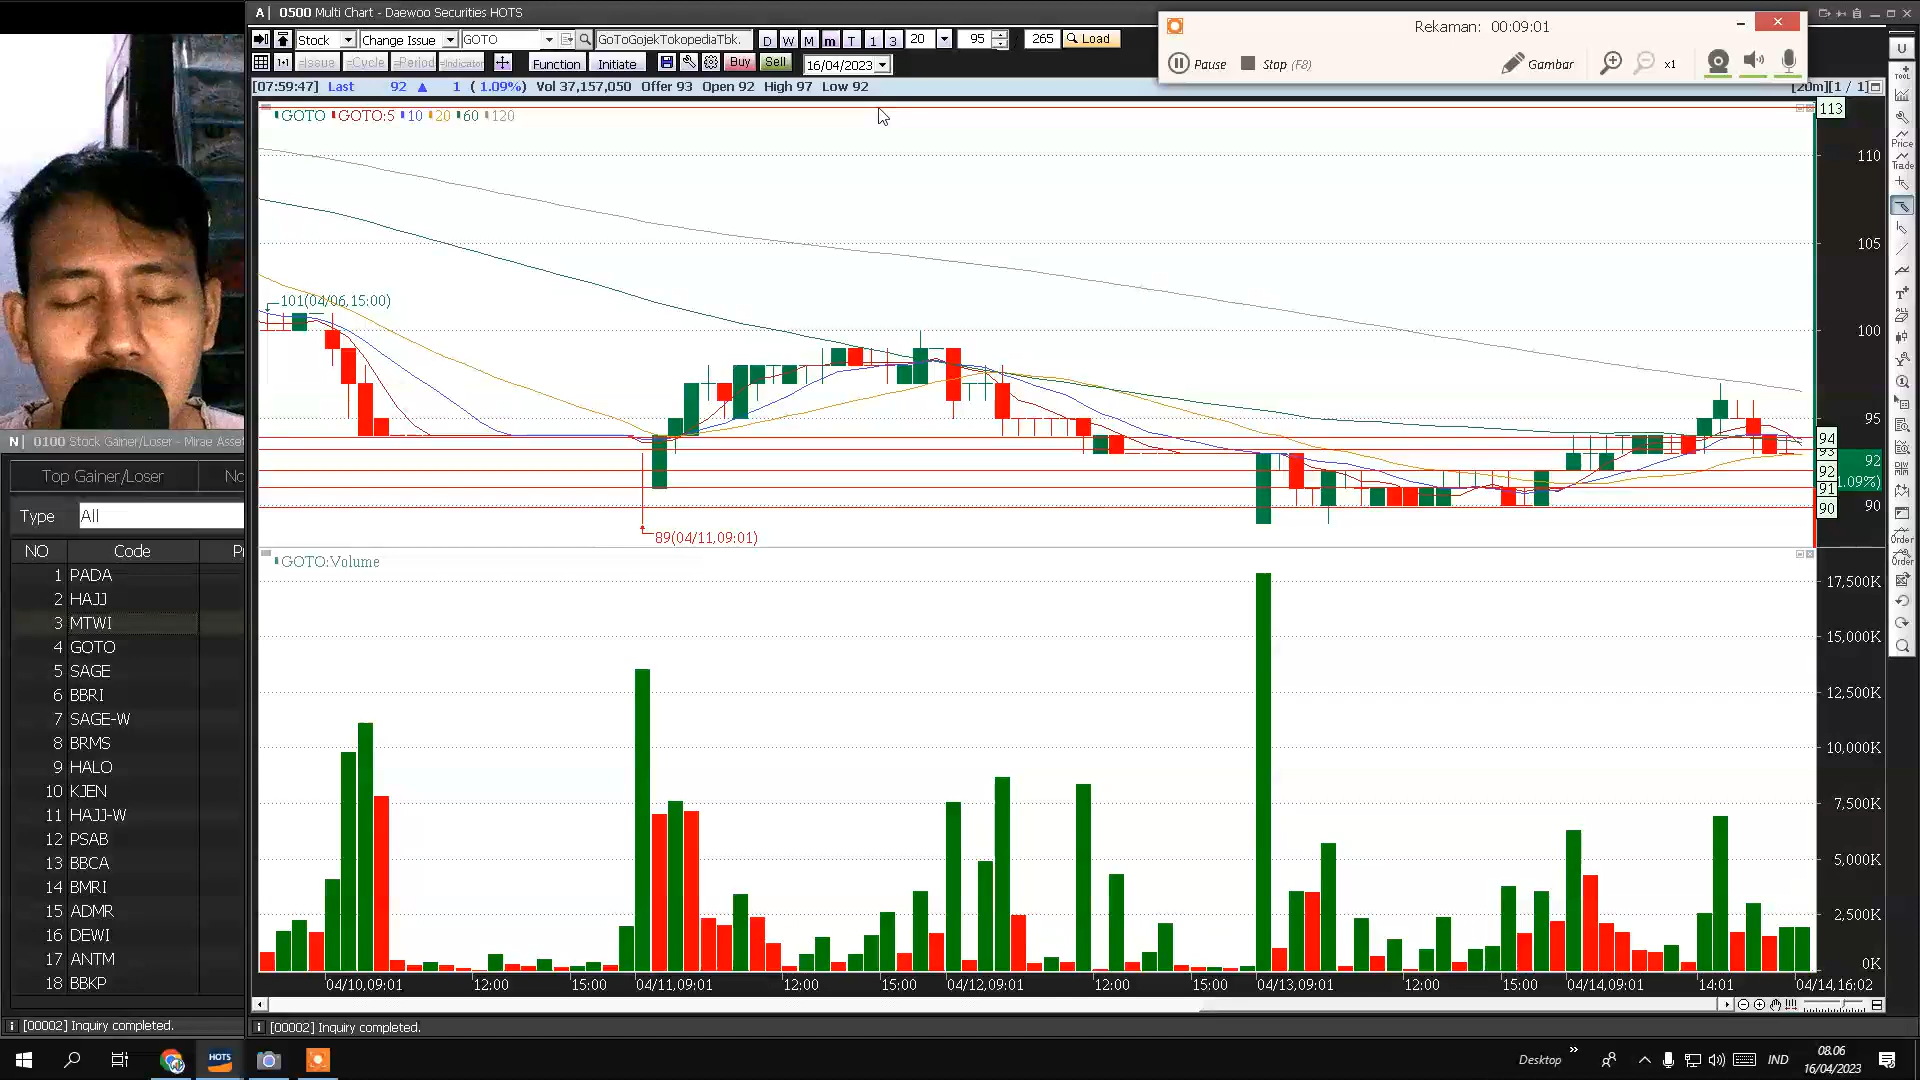 A 0500 Multi Chart - Daewoo Securities HOTS
Stock Change Issue GOTO GoToGojekTokopediaTbk. D W M m T 1 3 20 95 265 Load
1+1 +Issue +Cycle +Period +Indicator Function Initiate Buy Sell 16/04/2023
Rekaman: 00:09:01
Pause Stop (F8) Gambar x1
[07:59:47] Last 92 ▲ 1 ( 1.09%) Vol 37,157,050 Offer 93 Open 92 High 97 Low 92
[20m][1 / 1]
GOTO GOTO:5 10 20 60 120
113
110
105
101(04/06,15:00)
100
95
94
93
92
92
1.09%)
91
90
90
89(04/11,09:01)
GOTO:Volume
17,500K
15,000K
12,500K
10,000K
7,500K
5,000K
2,500K
0K
04/10,09:01 12:00 15:00 04/11,09:01 12:00 15:00 04/12,09:01 12:00 15:00 04/13,09:01 12:00 15:00 04/14,09:01 14:01 04/14,16:02
i [00002] Inquiry completed.
U
TOOL
Price
Trade
Order
Order
N 0100 Stock Gainer/Loser - Mirae Asset
Top Gainer/Loser No
Type All
NO Code Pr
1 PADA
2 HAJJ
3 MTWI
4 GOTO
5 SAGE
6 BBRI
7 SAGE-W
8 BRMS
9 HALO
10 KJEN
11 HAJJ-W
12 PSAB
13 BBCA
14 BMRI
15 ADMR
16 DEWI
17 ANTM
18 BBKP
i [00002] Inquiry completed.
HOTS
Desktop » IND
08.06
16/04/2023